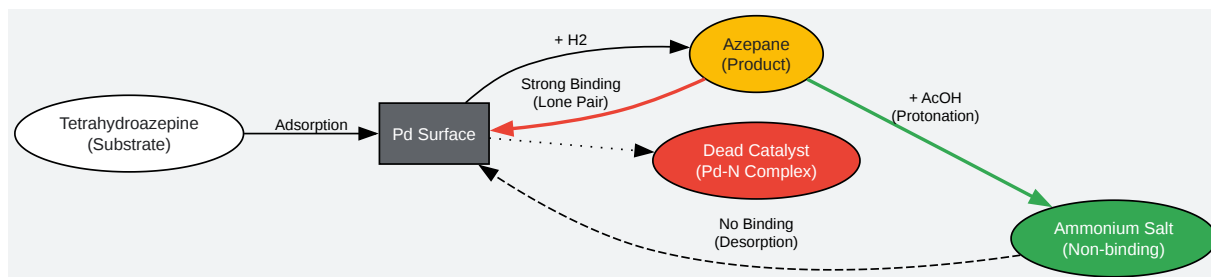 Tetrahydroazepine
(Substrate)
Adsorption
Pd Surface
+ H2
Strong Binding
(Lone Pair)
Azepane
(Product)
Dead Catalyst
(Pd-N Complex)
+ AcOH
(Protonation)
No Binding
(Desorption)
Ammonium Salt
(Non-binding)